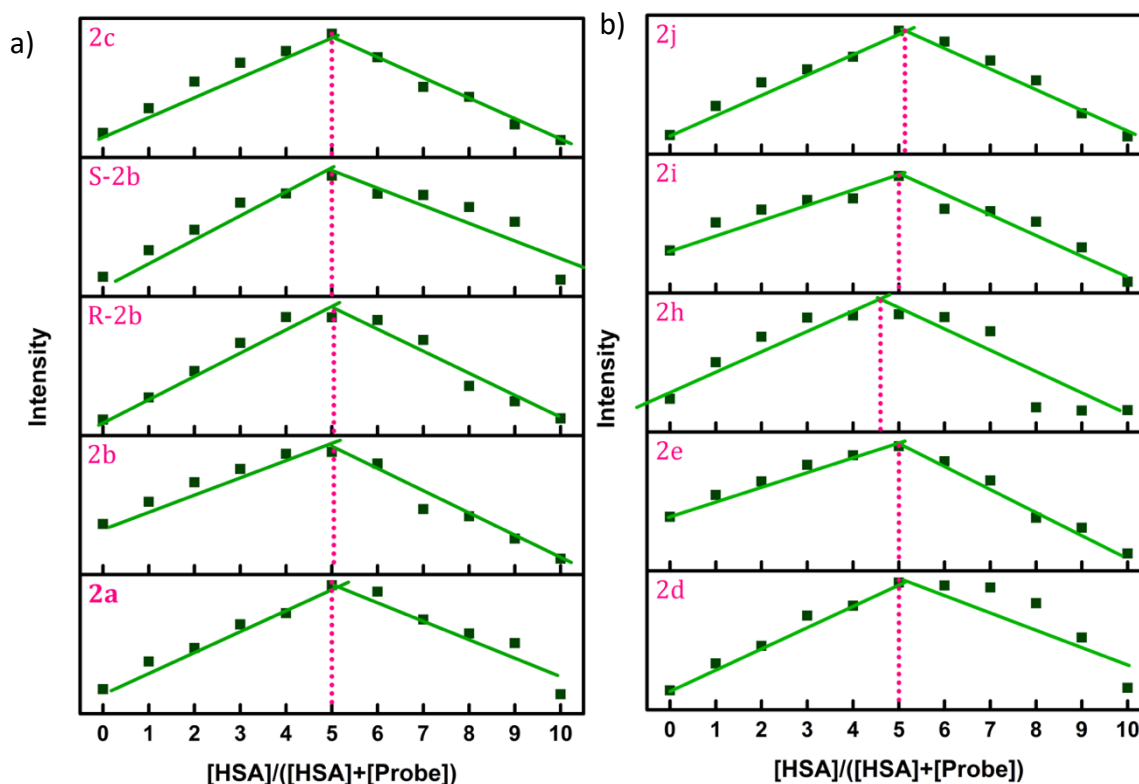 a)
2c
S-2b
R-2b
2b
2a
Intensity
0 1 2 3 4 5 6 7 8 9 10
[HSA]/([HSA]+[Probe])
b)
2j
2i
2h
2e
2d
Intensity
0 1 2 3 4 5 6 7 8 9 10
[HSA]/([HSA]+[Probe])